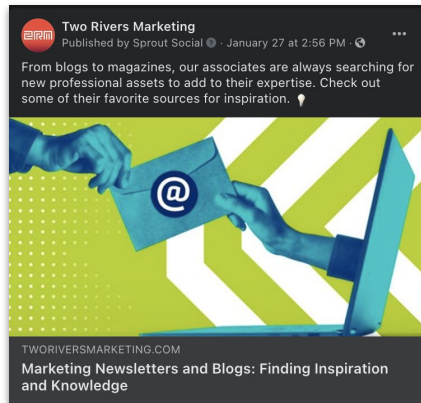 2RM
Two Rivers Marketing
Published by Sprout Social · January 27 at 2:56 PM ·
From blogs to magazines, our associates are always searching for
new professional assets to add to their expertise. Check out
some of their favorite sources for inspiration. 💡
@
TWORIVERSMARKETING.COM
Marketing Newsletters and Blogs: Finding Inspiration
and Knowledge